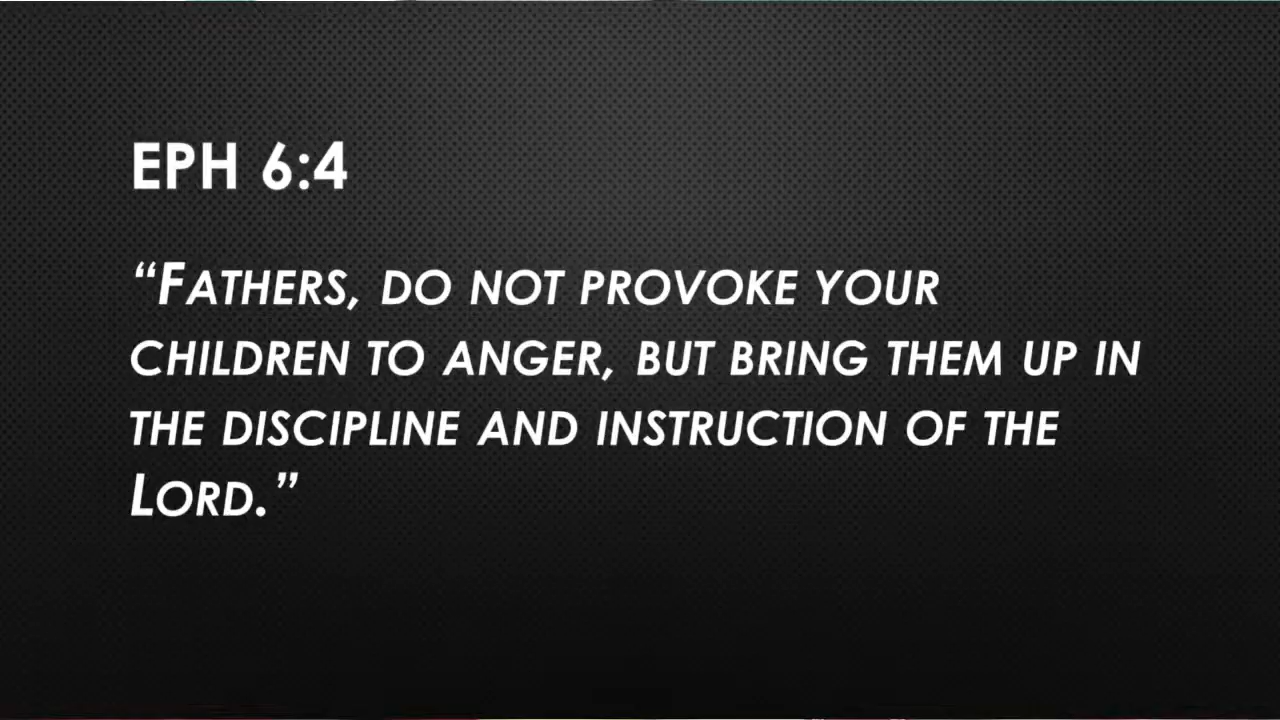 EPH 6:4
“FATHERS, DO NOT PROVOKE YOUR
CHILDREN TO ANGER, BUT BRING THEM UP IN
THE DISCIPLINE AND INSTRUCTION OF THE
LORD.”